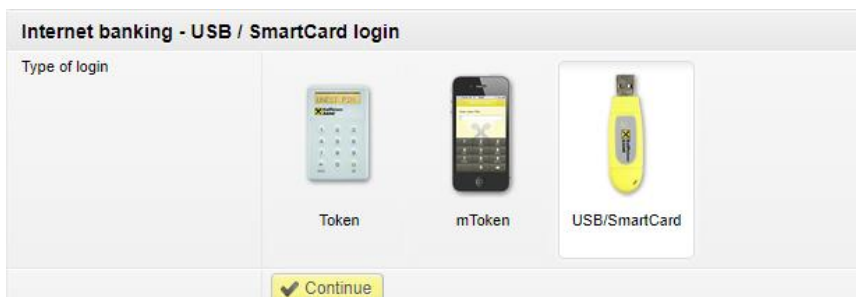 Internet banking - USB / SmartCard login
Type of login
Token
mToken
USB/SmartCard
Continue